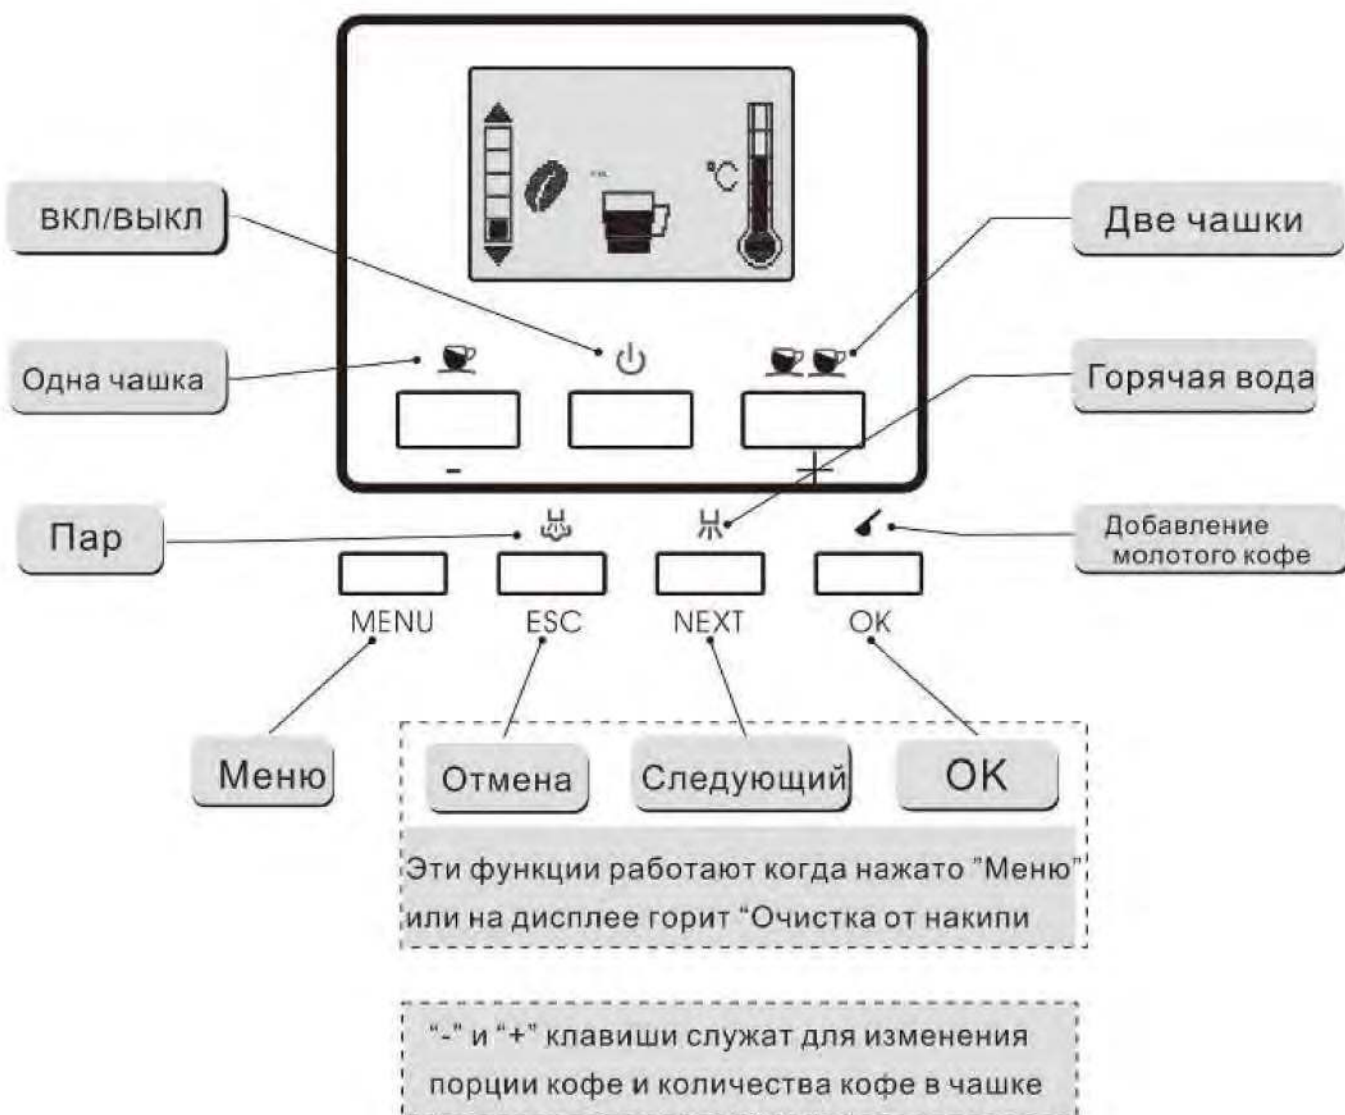 °C
ВКЛ/ВЫКЛ
Две чашки
Одна чашка
Горячая вода
-
+
Пар
Добавление
молотого кофе
MENU
ESC
NEXT
OK
Меню
Отмена
Следующий
OK
Эти функции работают когда нажато "Меню"
или на дисплее горит “Очистка от накипи
“-” и “+” клавиши служат для изменения
порции кофе и количества кофе в чашке